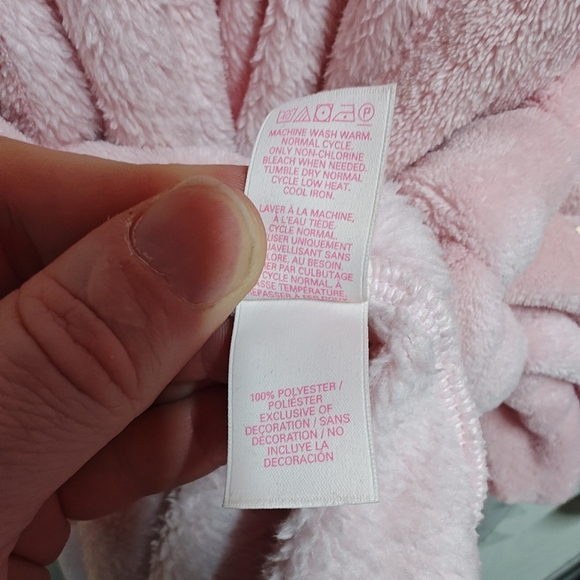 40 P
MACHINE WASH WARM.
NORMAL CYCLE.
ONLY NON-CHLORINE
BLEACH WHEN NEEDED.
TUMBLE DRY NORMAL
CYCLE LOW HEAT.
COOL IRON.
LAVER À LA MACHINE,
À L'EAU TIÈDE.
CYCLE NORMAL.
UNIQUEMENT
SANS
AU BESOIN.
PAR CULBUTAGE
CYCLE NORMAL, À
TEMPÉRATURE.
100% POLYESTER /
POLIÉSTER
EXCLUSIVE OF
DECORATION / SANS
DÉCORATION / NO
INCLUYE LA
DECORACIÓN